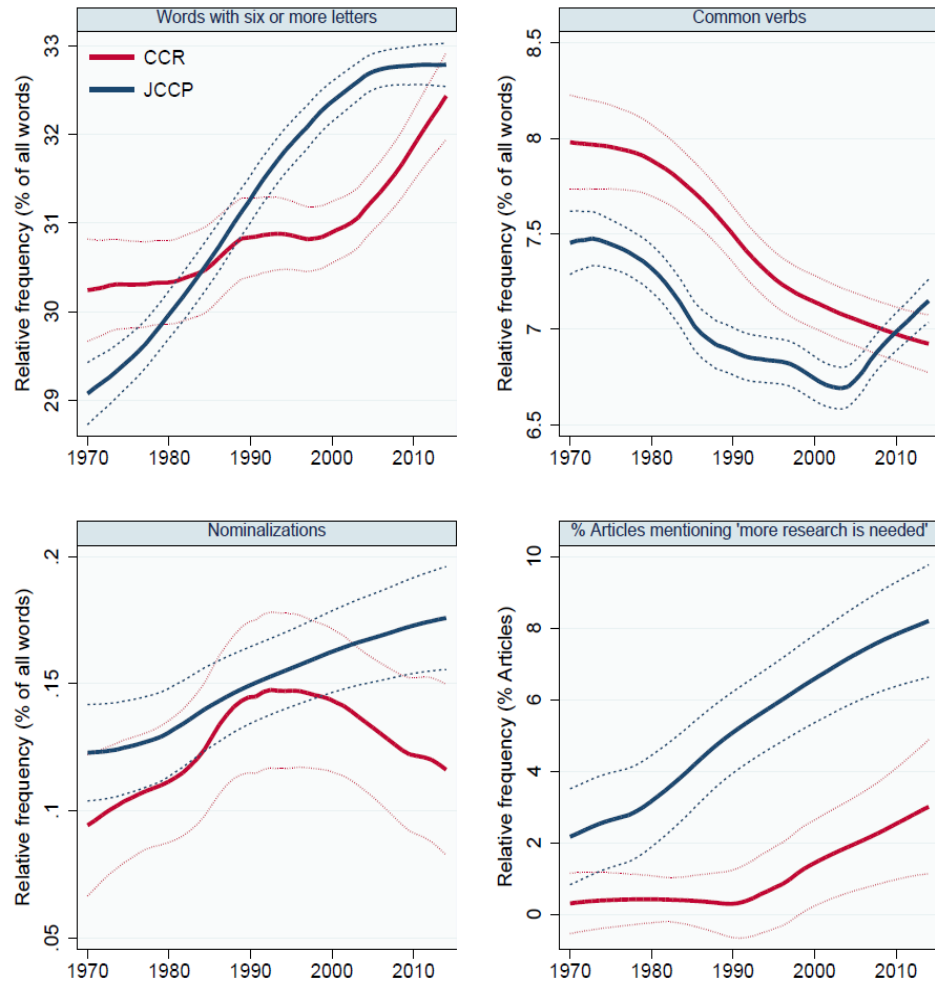 Words with six or more letters
Relative frequency (% of all words)
33
32
31
30
29
CCR
JCCP
1970 1980 1990 2000 2010
Common verbs
Relative frequency (% of all words)
8.5
8
7.5
7
6.5
1970 1980 1990 2000 2010
Nominalizations
Relative frequency (% of all words)
.2
.15
.1
.05
1970 1980 1990 2000 2010
% Articles mentioning 'more research is needed'
Relative frequency (% Articles)
10
8
6
4
2
0
1970 1980 1990 2000 2010